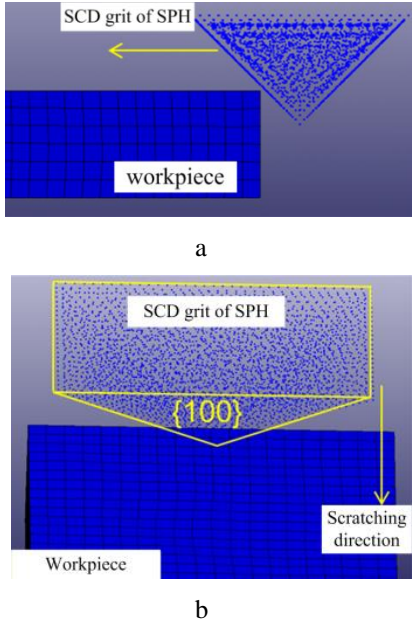 SCD grit of SPH
workpiece
a
SCD grit of SPH
{100}
Scratching
direction
Workpiece
b